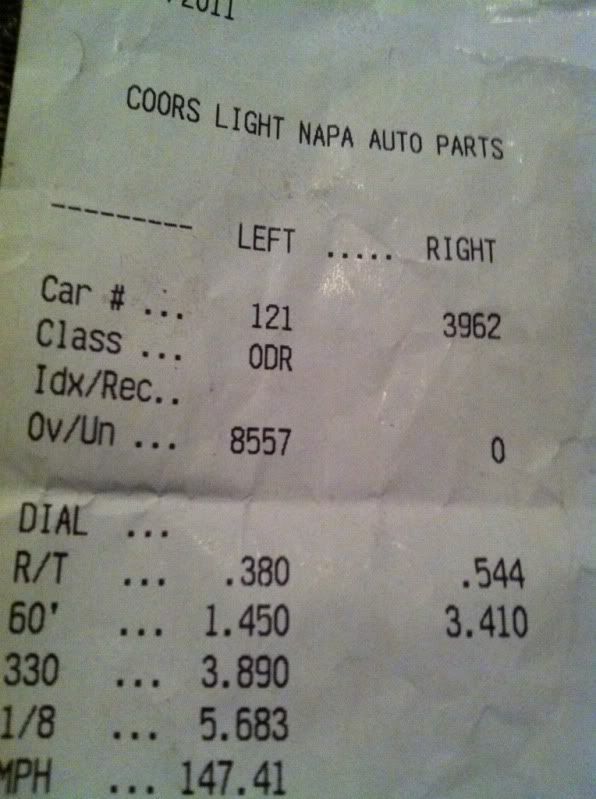 /2011
COORS LIGHT NAPA AUTO PARTS
--------- LEFT ..... RIGHT
Car # ... 121 3962
Class ... ODR
Idx/Rec..
Ov/Un ... 8557 0
DIAL ...
R/T ... .380 .544
60' ... 1.450 3.410
330 ... 3.890
1/8 ... 5.683
MPH ... 147.41